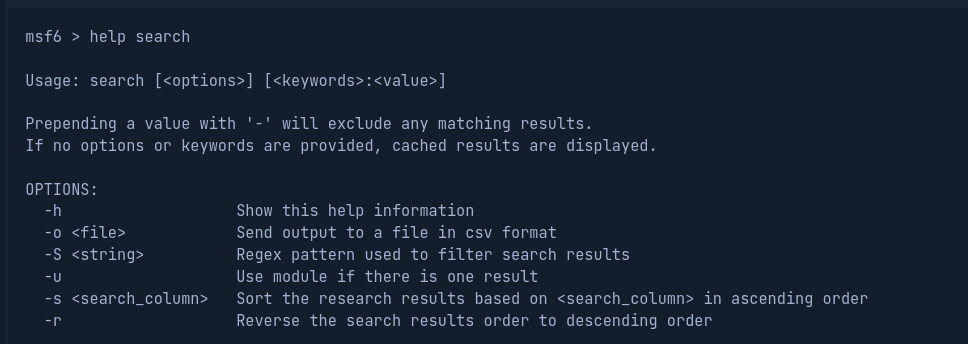 msf6 > help search
Usage: search [<options>] [<keywords>:<value>]
Prepending a value with '-' will exclude any matching results.
If no options or keywords are provided, cached results are displayed.
OPTIONS:
-h Show this help information
-o <file> Send output to a file in csv format
-S <string> Regex pattern used to filter search results
-u Use module if there is one result
-s <search_column> Sort the research results based on <search_column> in ascending order
-r Reverse the search results order to descending order